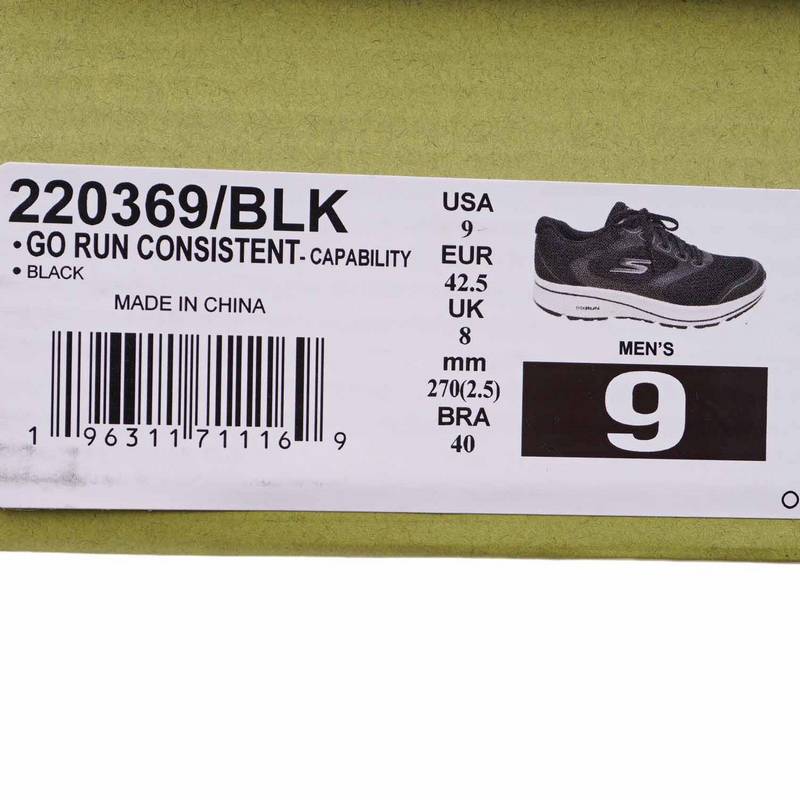 220369/BLK
• GO RUN CONSISTENT- CAPABILITY
• BLACK
MADE IN CHINA
1 96311 71116 9
USA
9
EUR
42.5
UK
8
mm
270(2.5)
BRA
40
MEN'S
9